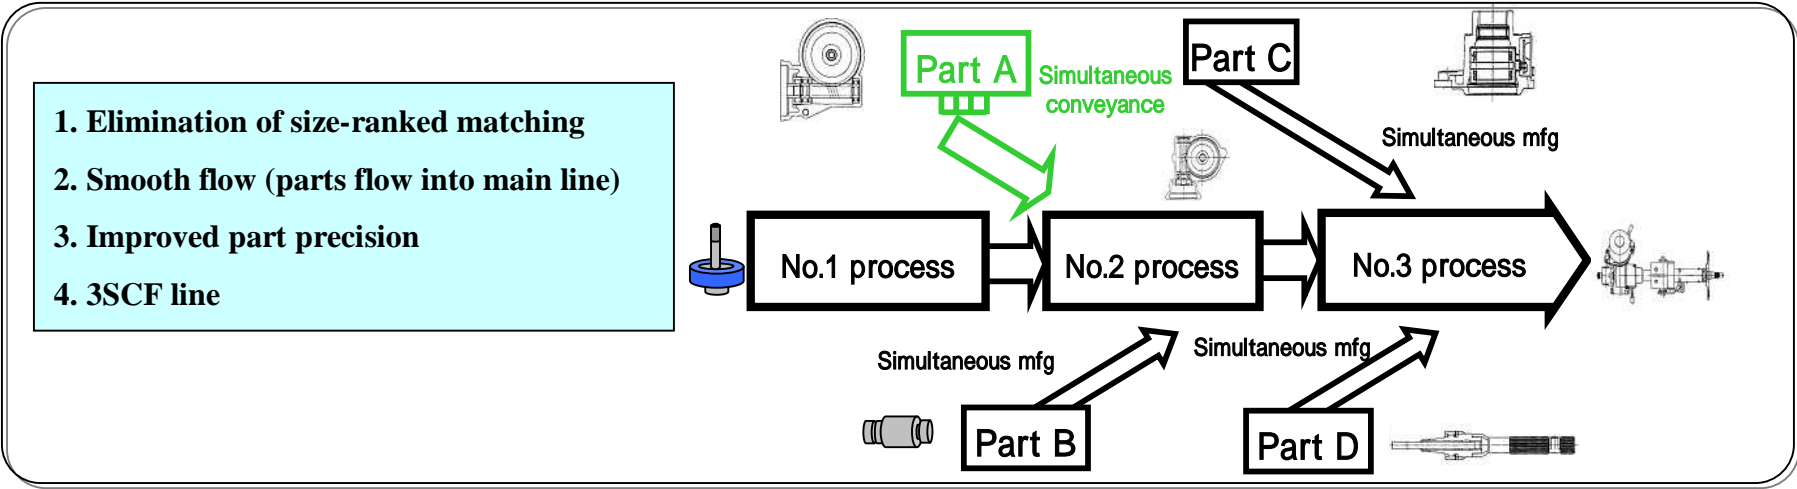 1. Elimination of size-ranked matching
2. Smooth flow (parts flow into main line)
3. Improved part precision
4. 3SCF line
Part A
Simultaneous
conveyance
Part C
Simultaneous mfg
No.1 process
No.2 process
No.3 process
Simultaneous mfg
Simultaneous mfg
Part B
Part D